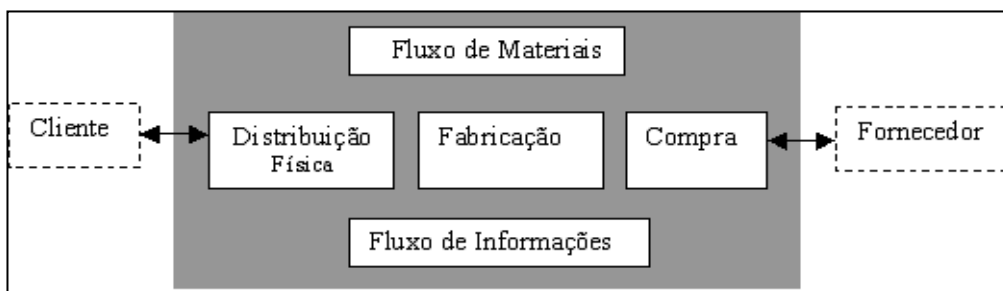 Fluxo de Materiais
Cliente
Distribuição
Física
Fabricação
Compra
Fornecedor
Fluxo de Informações